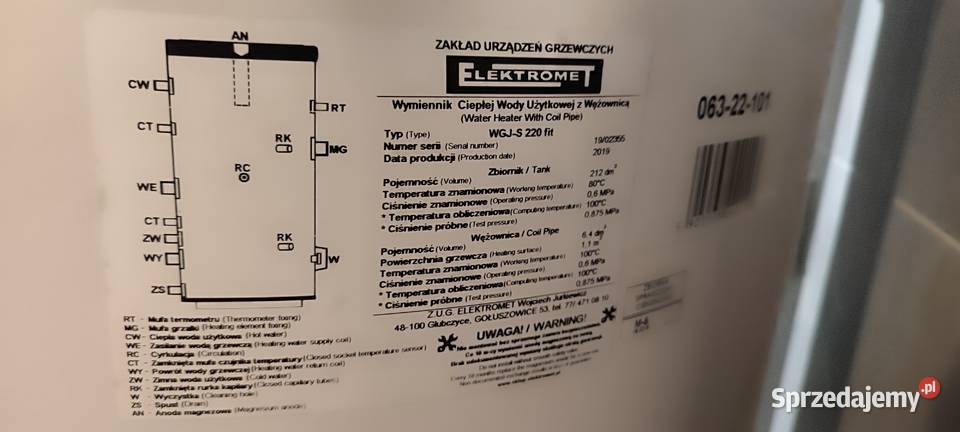 AN
CW
CT
WE
CT
ZW
WY
ZS
RK
RC
RK
RT
MG
W
RT - Mufa termometru (Thermometer fixing)
MG - Mufa grzałki (Heating element fixing)
CW - Ciepła woda użytkowa (Hot water)
WE - Zasilanie wodą grzewczą (Heating water supply coil)
RC - Cyrkulacja (Circulation)
CT - Zamknięta mufa czujnika temperatury (Closed socket temperature sensor)
WY - Powrót wody grzewczej (Heating water return coil)
ZW - Zimna woda użytkowa (Cold water)
RK - Zamknięta rurka kapilary (Closed capillary tubes)
W - Wyczystka (Cleaning hole)
ZS - Spust (Drain)
AN - Anoda magnezowa (Magnesium anode)
ZAKŁAD URZĄDZEŃ GRZEWCZYCH
ELEKTROMET
Wymiennik Ciepłej Wody Użytkowej z Wężownicą
(Water Heater With Coil Pipe)
Typ (Type) WGJ-S 220 fit
Numer serii (Serial number) 19/02355
Data produkcji (Production date) 2019
Zbiornik / Tank
Pojemność (Volume) 212 dm³
Temperatura znamionowa (Working temperature) 80°C
Ciśnienie znamionowe (Operating pressure) 0,6 MPa
* Temperatura obliczeniowa (Computing temperature) 100°C
* Ciśnienie próbne (Test pressure) 0,875 MPa
Wężownica / Coil Pipe
Pojemność (Volume) 6.4 dm³
Powierzchnia grzewcza (Heating surface) 1.1 m²
Temperatura znamionowa (Working temperature) 100°C
Ciśnienie znamionowe (Operating pressure) 0,6 MPa
* Temperatura obliczeniowa (Computing temperature) 100°C
* Ciśnienie próbne (Test pressure) 0,875 MPa
Z.U.G. ELEKTROMET Wojciech Jurkiewicz
48-100 Głubczyce, GOŁUSZOWICE 53, tel. 77/ 471 08 10
UWAGA! / WARNING!
063-22-101
Sprzedajemy.pl